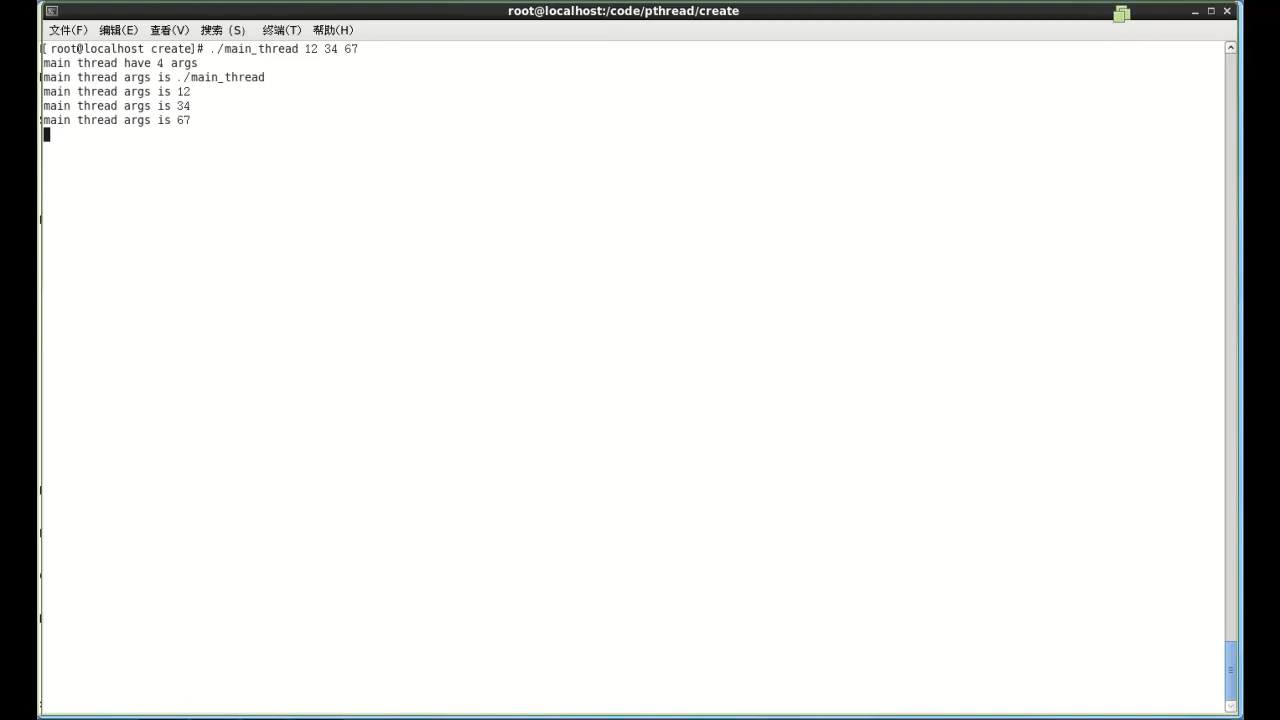 root@localhost:/code/pthread/create
文件(F) 编辑(E) 查看(V) 搜索 (S) 终端(T) 帮助(H)
[root@localhost create]# ./main_thread 12 34 67
main thread have 4 args
main thread args is ./main_thread
main thread args is 12
main thread args is 34
main thread args is 67